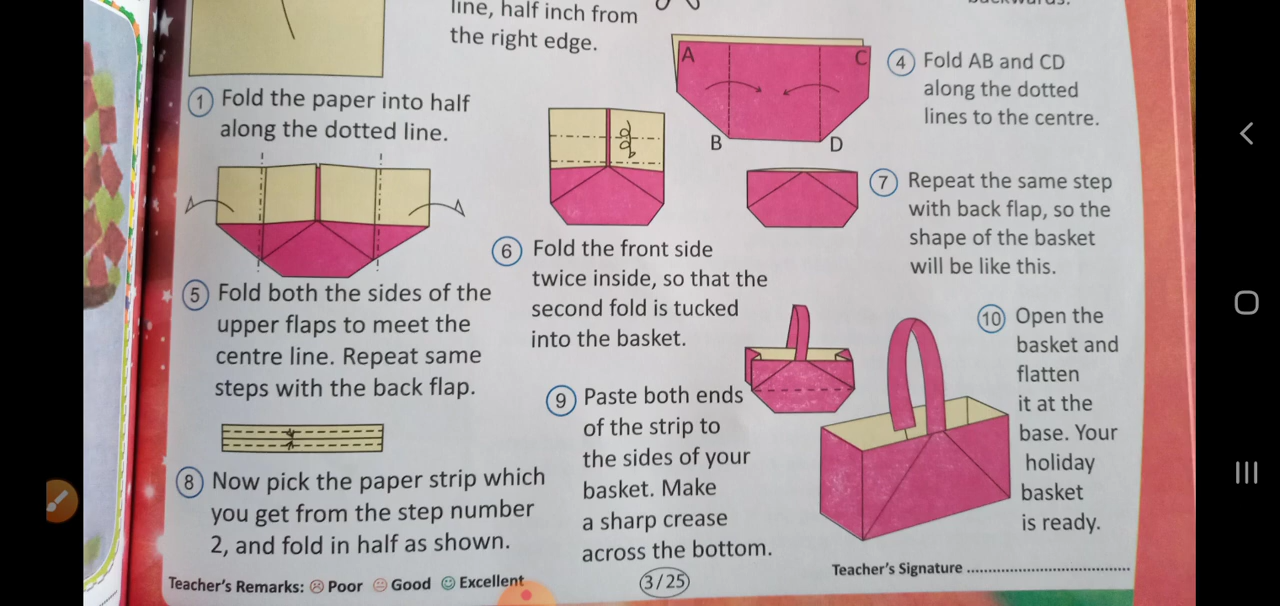 line, half inch from
the right edge.
1 Fold the paper into half
along the dotted line.
A
C
B
D
4 Fold AB and CD
along the dotted
lines to the centre.
5 Fold both the sides of the
upper flaps to meet the
centre line. Repeat same
steps with the back flap.
6 Fold the front side
twice inside, so that the
second fold is tucked
into the basket.
7 Repeat the same step
with back flap, so the
shape of the basket
will be like this.
8 Now pick the paper strip which
you get from the step number
2, and fold in half as shown.
9 Paste both ends
of the strip to
the sides of your
basket. Make
a sharp crease
across the bottom.
10 Open the
basket and
flatten
it at the
base. Your
holiday
basket
is ready.
Teacher's Remarks: Poor Good Excellent
3/25
Teacher's Signature